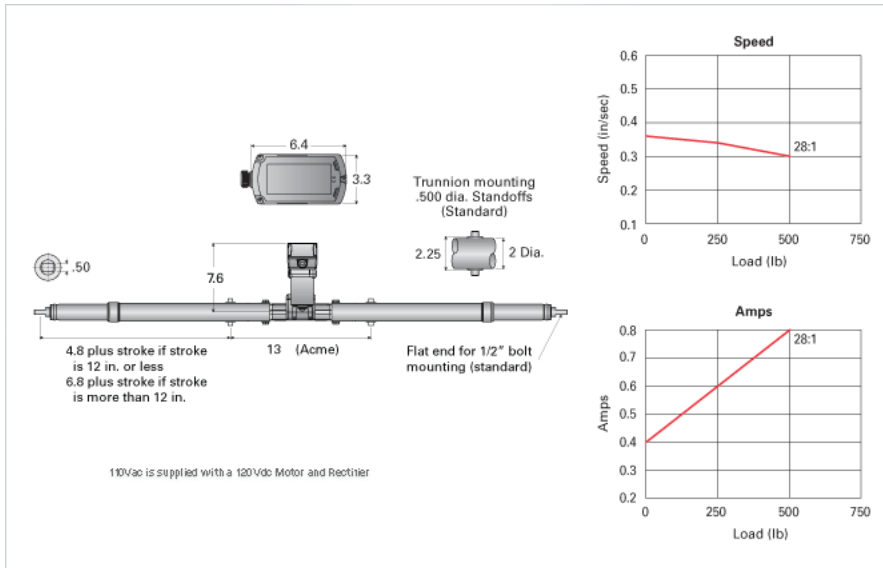 6.4
3.3
Trunnion mounting
.500 dia. Standoffs
(Standard)
2.25
2 Dia.
.50
7.6
13 (Acme)
4.8 plus stroke if stroke
is 12 in. or less
6.8 plus stroke if stroke
is more than 12 in.
Flat end for 1/2" bolt
mounting (standard)
110Vac is supplied with a 120Vdc Motor and Rectifier
Speed
Speed (in/sec)
0.6
0.5
0.4
0.3
0.2
0.1
28:1
0 250 500 750
Load (lb)
Amps
Amps
0.8
0.7
0.6
0.5
0.4
0.3
0.2
28:1
0 250 500 750
Load (lb)